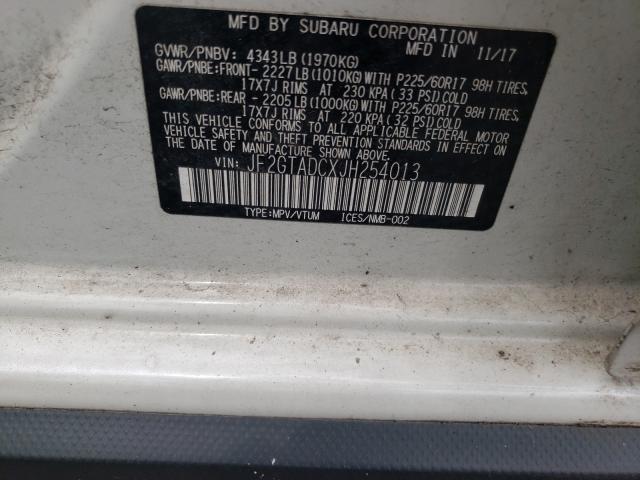 MFD BY SUBARU CORPORATION
MFD IN 11/17
GVWR/PNBV: 4343LB(1970KG)
GAWR/PNBE:FRONT-2227LB(1010KG)WITH P225/60R17 98H TIRES,
17X7J RIMS AT 230 KPA(33 PSI)COLD
GAWR/PNBE:REAR -2205LB(1000KG)WITH P225/60R17 98H TIRES,
17X7J RIMS AT 220 KPA(32 PSI)COLD
THIS VEHICLE CONFORMS TO ALL APPLICABLE FEDERAL MOTOR
VEHICLE SAFETY AND THEFT PREVENTION STANDARDS IN EFFECT ON
THE DATE OF MANUFACTURE SHOWN ABOVE.
VIN: JF2GTADCXJH254013
TYPE:MPV/VTUM ICES/NMB-002